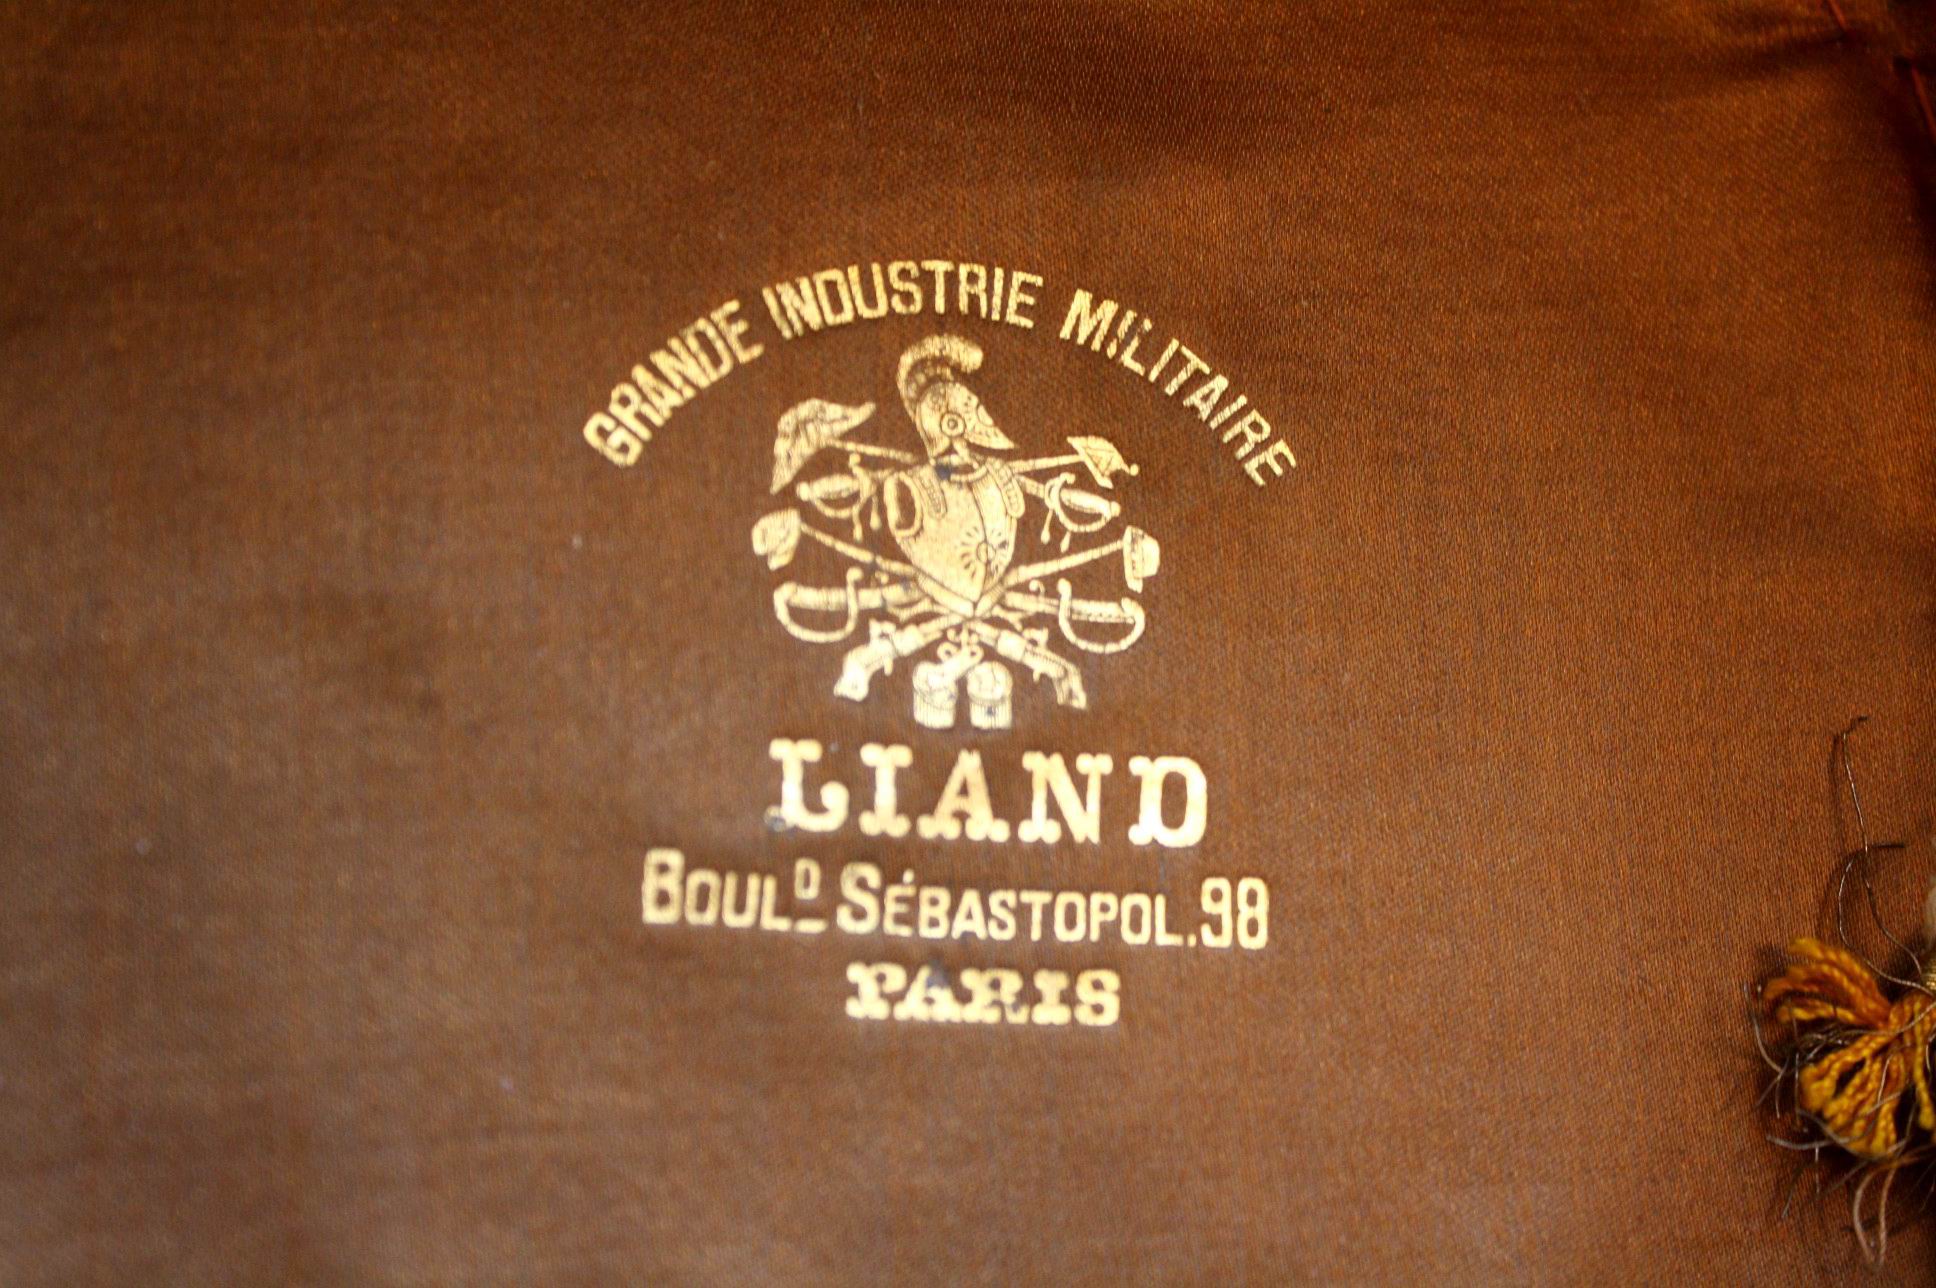 GRANDE INDUSTRIE MILITAIRE
LIAND
BOULD SÉBASTOPOL.98
PARIS